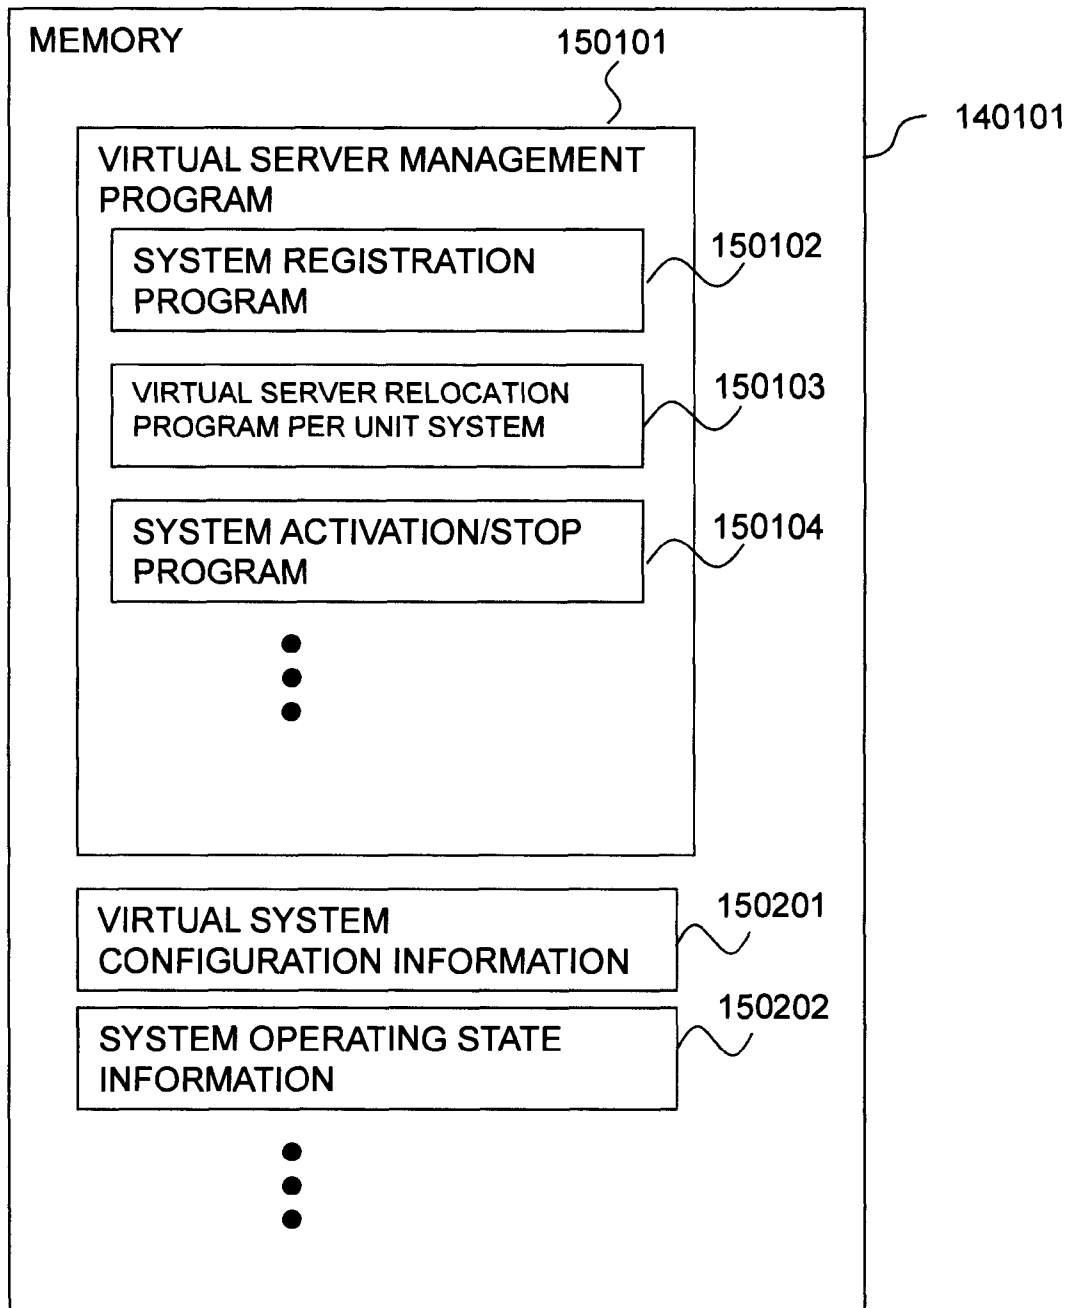 MEMORY
150101
140101
VIRTUAL SERVER MANAGEMENT
PROGRAM
150102
SYSTEM REGISTRATION
PROGRAM
150103
VIRTUAL SERVER RELOCATION
PROGRAM PER UNIT SYSTEM
150104
SYSTEM ACTIVATION/STOP
PROGRAM
150201
VIRTUAL SYSTEM
CONFIGURATION INFORMATION
150202
SYSTEM OPERATING STATE
INFORMATION